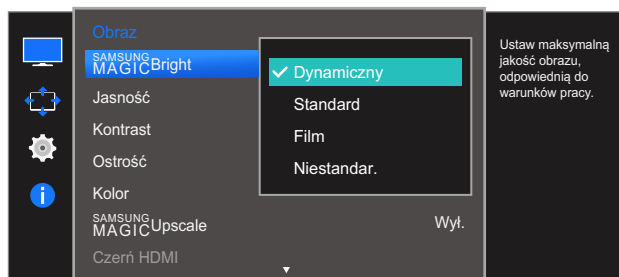 Obraz
SAMSUNG MAGICBright
Jasność
Kontrast
Ostrość
Kolor
SAMSUNG MAGICUpscale
Wył.
Czerń HDMI
Dynamiczny
Standard
Film
Niestandar.
Ustaw maksymalną
jakość obrazu,
odpowiednią do
warunków pracy.